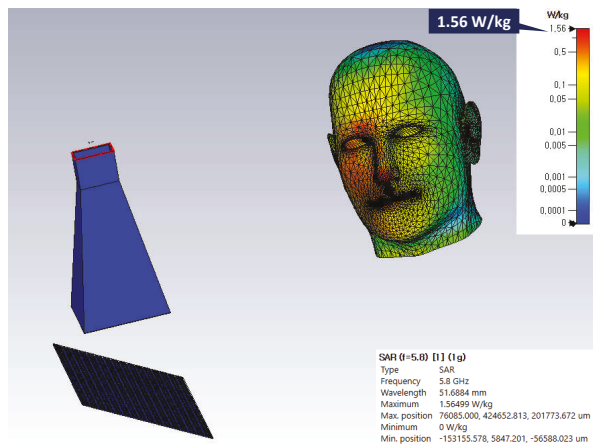 1.56 W/kg
W/kg
1.56
0,5
0,1
0,05
0,01
0,005
0,001
0,0005
0,0001
0
SAR (f=5.8) [1] (1g)
Type SAR
Frequency 5.8 GHz
Wavelength 51.6884 mm
Maximum 1.56499 W/kg
Max. position 76085.000, 424652.813, 201773.672 um
Minimum 0 W/kg
Min. position -153155.578, 5847.201, -56588.023 um